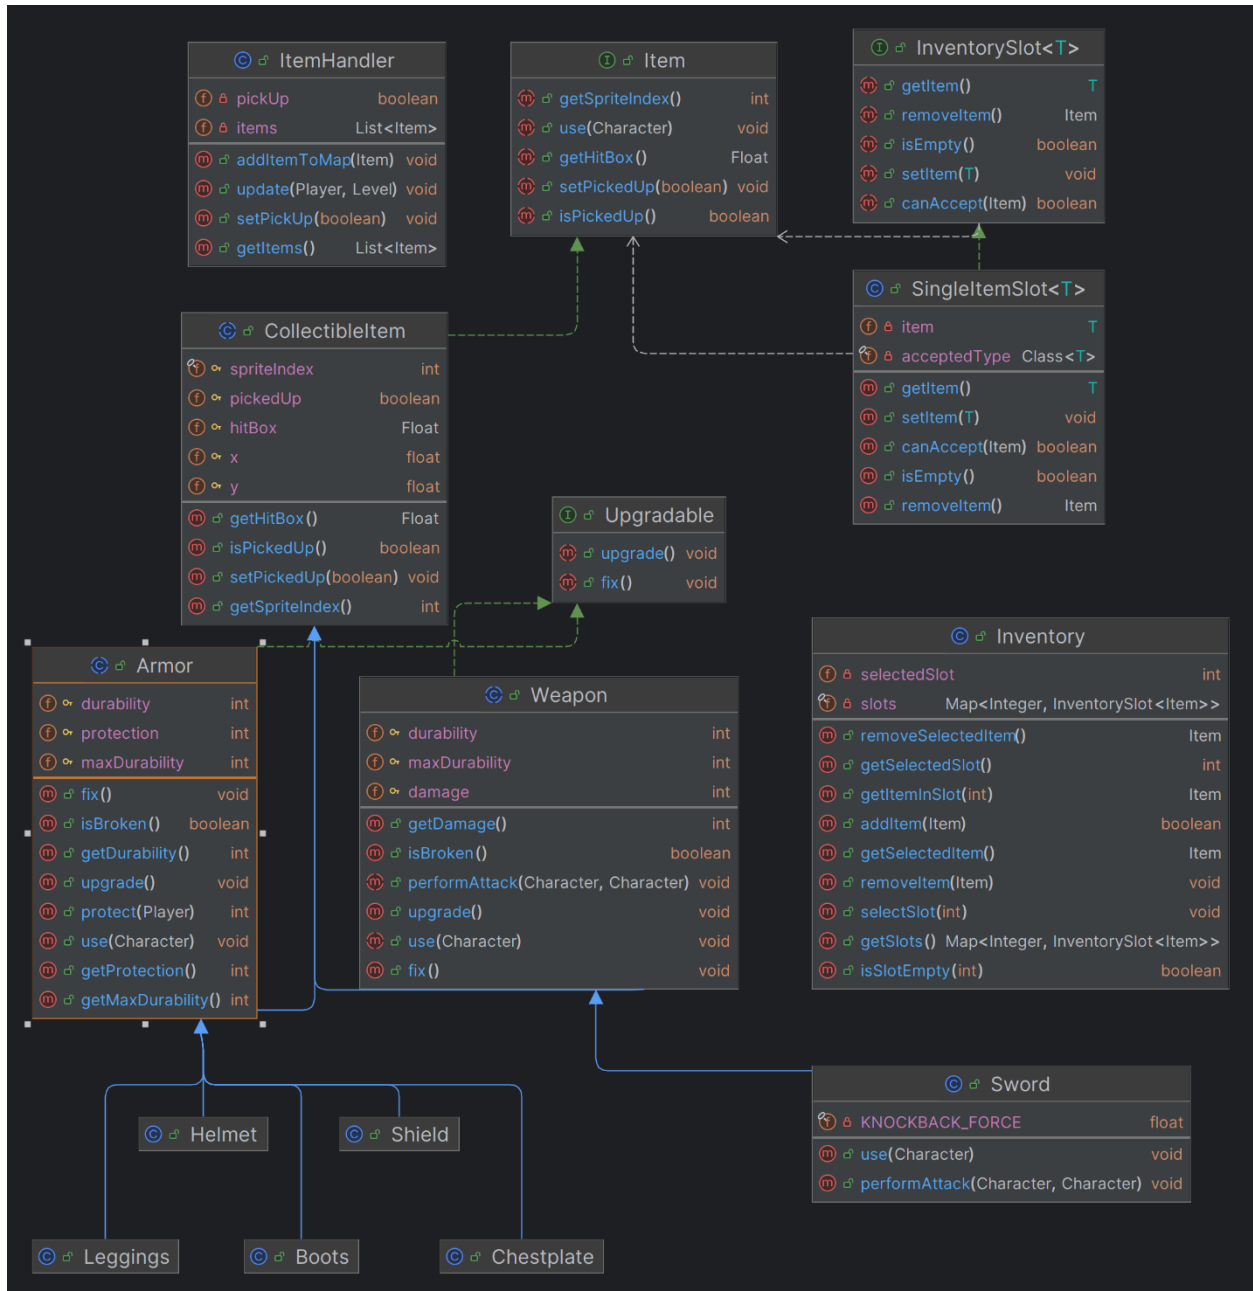 ItemHandler
pickUp boolean
items List<Item>
addItemToMap(Item) void
update(Player, Level) void
setPickUp(boolean) void
getItems() List<Item>
Item
getSpriteIndex() int
use(Character) void
getHitBox() Float
setPickedUp(boolean) void
isPickedUp() boolean
InventorySlot<T>
getItem() T
removeItem() Item
isEmpty() boolean
setItem(T) void
canAccept(Item) boolean
SingleItemSlot<T>
item T
acceptedType Class<T>
getItem() T
setItem(T) void
canAccept(Item) boolean
isEmpty() boolean
removeItem() Item
CollectibleItem
spriteIndex int
pickedUp boolean
hitBox Float
x float
y float
getHitBox() Float
isPickedUp() boolean
setPickedUp(boolean) void
getSpriteIndex() int
Upgradable
upgrade() void
fix() void
Armor
durability int
protection int
maxDurability int
fix() void
isBroken() boolean
getDurability() int
upgrade() void
protect(Player) int
use(Character) void
getProtection() int
getMaxDurability() int
Weapon
durability int
maxDurability int
damage int
getDamage() int
isBroken() boolean
performAttack(Character, Character) void
upgrade() void
use(Character) void
fix() void
Inventory
selectedSlot int
slots Map<Integer, InventorySlot<Item>>
removeSelectedItem() Item
getSelectedSlot() int
getItemInSlot(int) Item
addItem(Item) boolean
getSelectedItem() Item
removeItem(Item) void
selectSlot(int) void
getSlots() Map<Integer, InventorySlot<Item>>
isSlotEmpty(int) boolean
Sword
KNOCKBACK_FORCE float
use(Character) void
performAttack(Character, Character) void
Helmet
Shield
Leggings
Boots
Chestplate